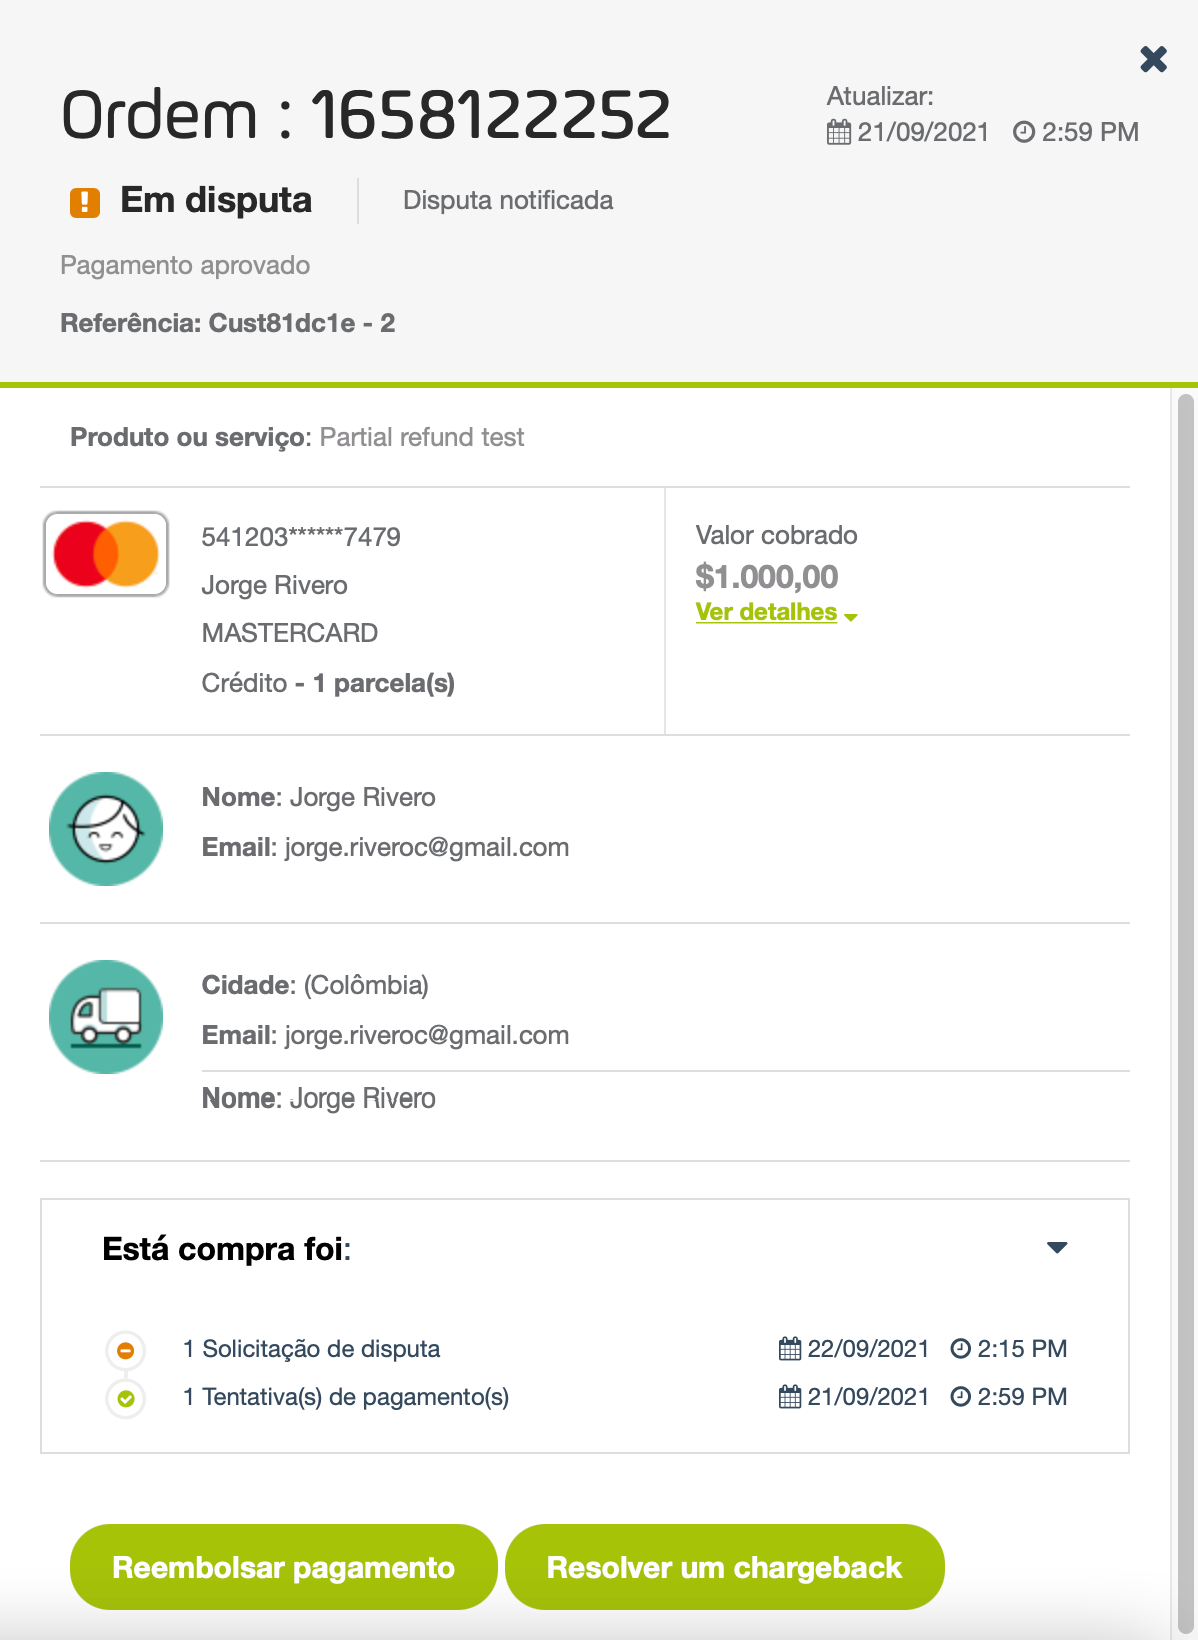 Ordem : 1658122252
Atualizar:
21/09/2021 2:59 PM
Em disputa
Disputa notificada
Pagamento aprovado
Referência: Cust81dc1e - 2
Produto ou serviço: Partial refund test
541203******7479
Jorge Rivero
MASTERCARD
Crédito - 1 parcela(s)
Valor cobrado
$1.000,00
Ver detalhes
Nome: Jorge Rivero
Email: jorge.riveroc@gmail.com
Cidade: (Colômbia)
Email: jorge.riveroc@gmail.com
Nome: Jorge Rivero
Está compra foi:
1 Solicitação de disputa 22/09/2021 2:15 PM
1 Tentativa(s) de pagamento(s) 21/09/2021 2:59 PM
Reembolsar pagamento
Resolver um chargeback